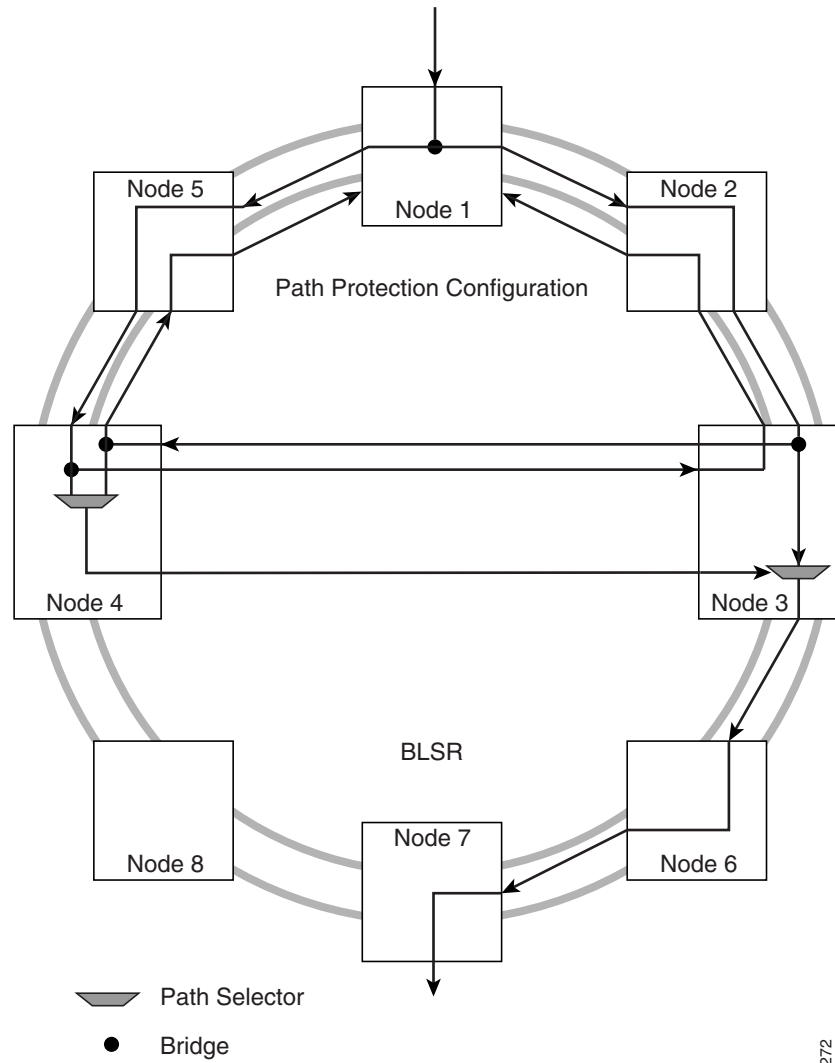 Node 5
Node 2
Node 1
Path Protection Configuration
Node 4
Node 3
BLSR
Node 7
Node 8
Node 6
Path Selector
Bridge
272